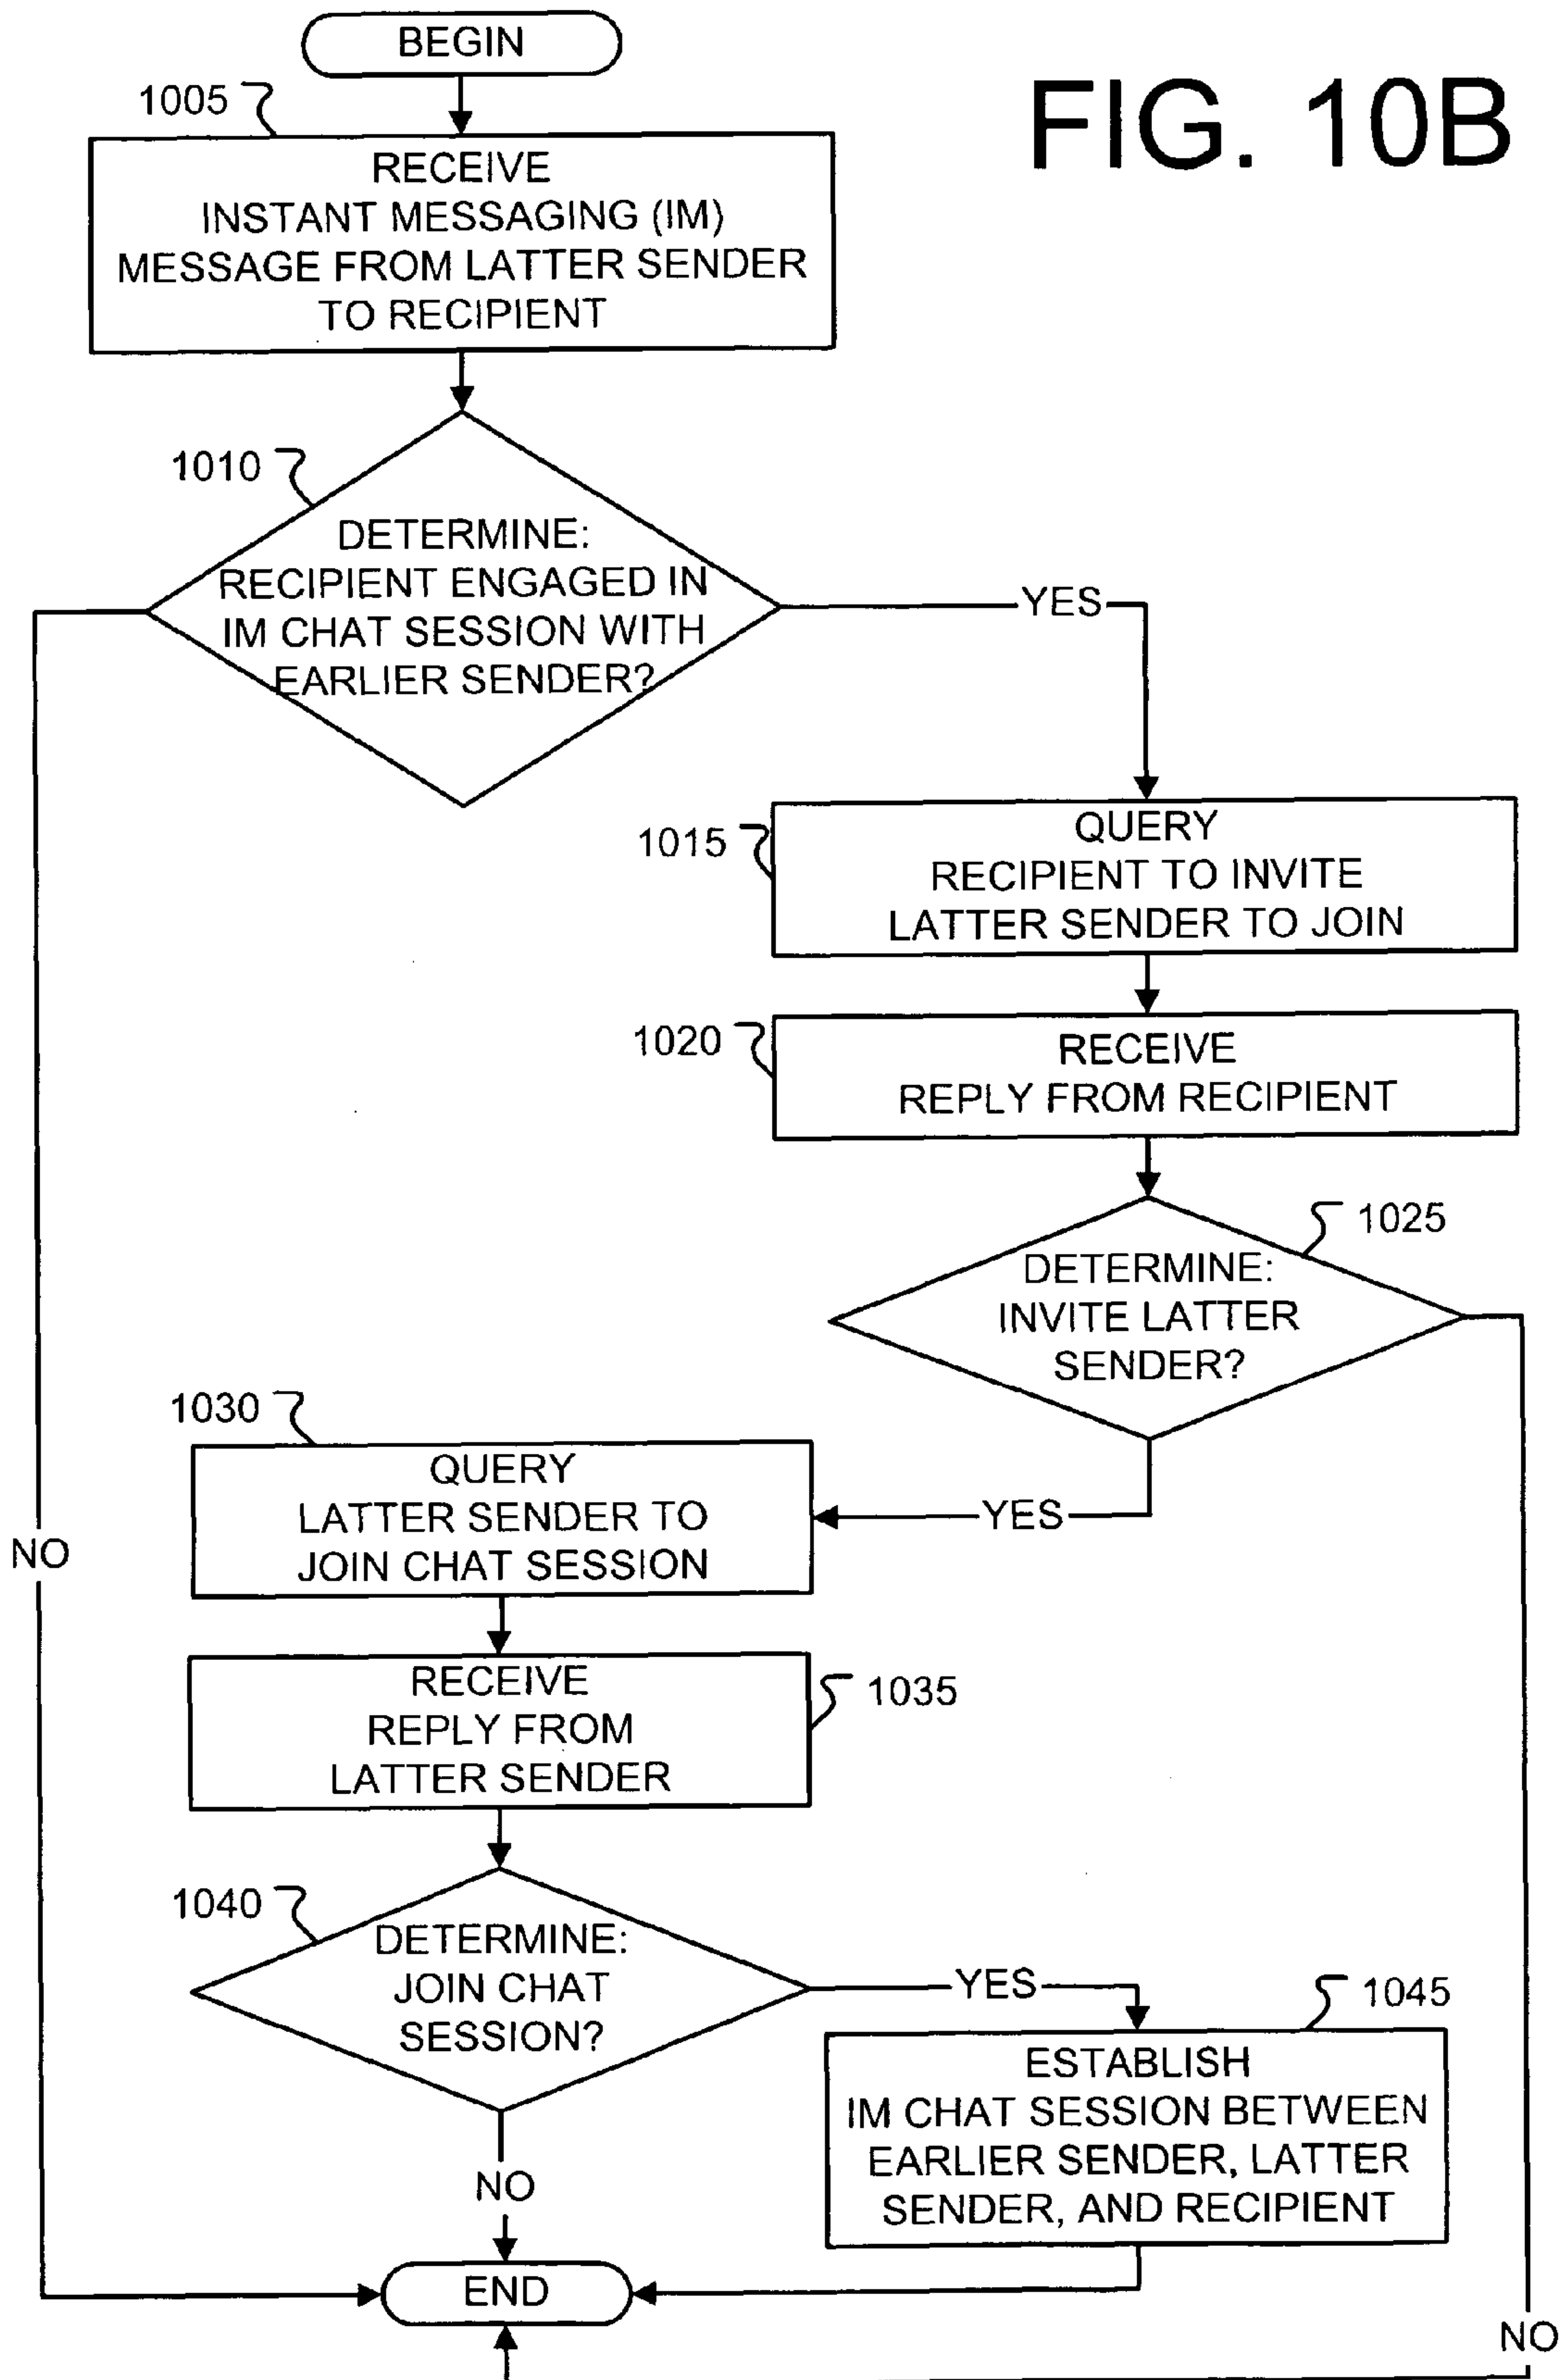 BEGIN
FIG. 10B
1005
RECEIVE
INSTANT MESSAGING (IM)
MESSAGE FROM LATTER SENDER
TO RECIPIENT
1010
DETERMINE:
RECIPIENT ENGAGED IN
IM CHAT SESSION WITH
EARLIER SENDER?
YES
1015
QUERY
RECIPIENT TO INVITE
LATTER SENDER TO JOIN
1020
RECEIVE
REPLY FROM RECIPIENT
1025
DETERMINE:
INVITE LATTER
SENDER?
YES
1030
QUERY
LATTER SENDER TO
JOIN CHAT SESSION
NO
1035
RECEIVE
REPLY FROM
LATTER SENDER
1040
DETERMINE:
JOIN CHAT
SESSION?
YES
1045
ESTABLISH
IM CHAT SESSION BETWEEN
EARLIER SENDER, LATTER
SENDER, AND RECIPIENT
NO
END
NO